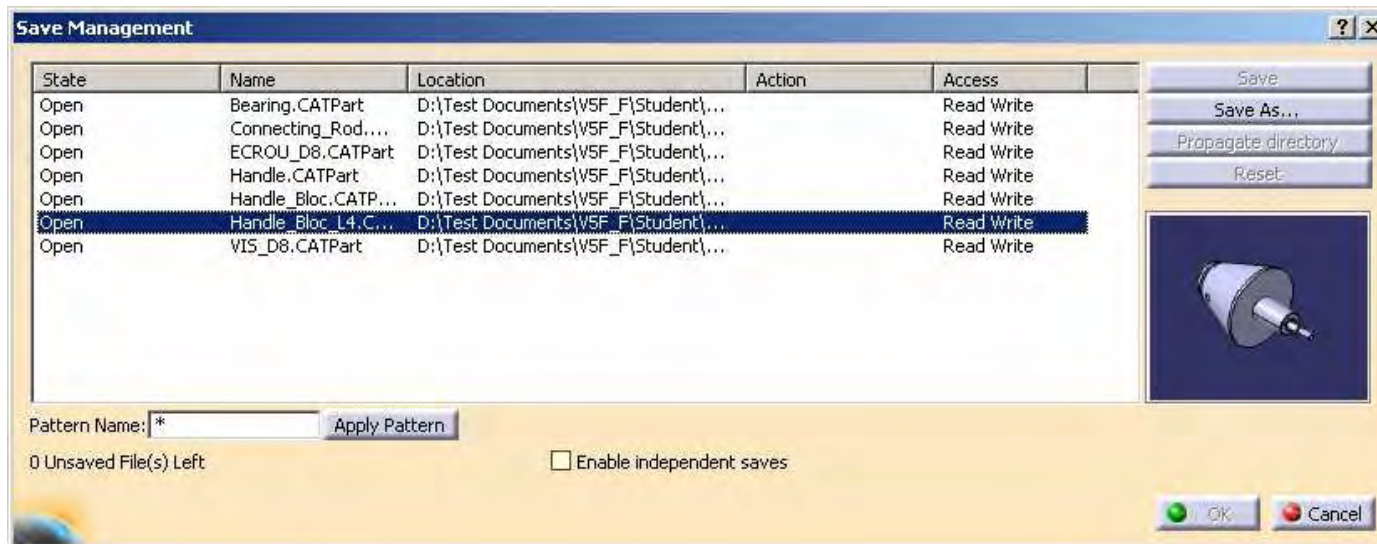 Save Management
State Name Location Action Access
Open Bearing.CATPart D:\Test Documents\V5F_F\Student\... Read Write
Open Connecting_Rod.... D:\Test Documents\V5F_F\Student\... Read Write
Open ECROU_D8.CATPart D:\Test Documents\V5F_F\Student\... Read Write
Open Handle.CATPart D:\Test Documents\V5F_F\Student\... Read Write
Open Handle_Bloc.CATP... D:\Test Documents\V5F_F\Student\... Read Write
Open Handle_Bloc_L4.C... D:\Test Documents\V5F_F\Student\... Read Write
Open VIS_D8.CATPart D:\Test Documents\V5F_F\Student\... Read Write
Save
Save As...
Propagate directory
Reset
Pattern Name: * Apply Pattern
0 Unsaved File(s) Left Enable independent saves
OK Cancel